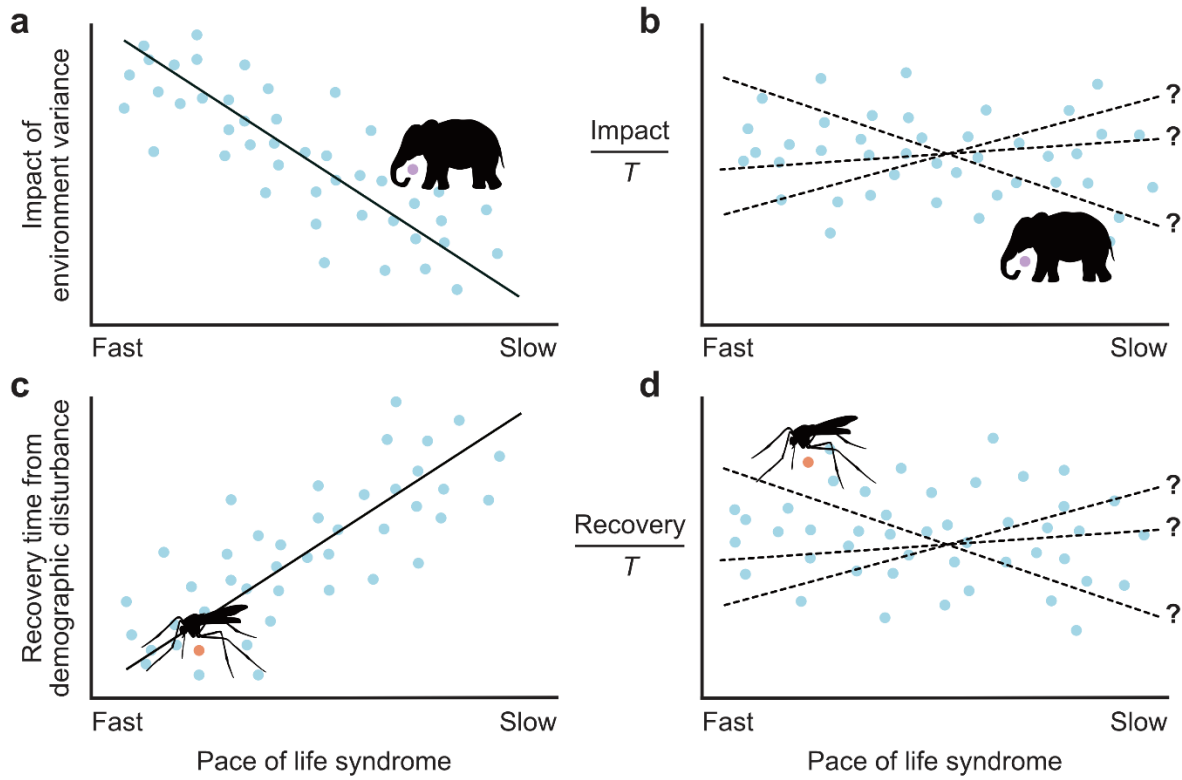 a
Impact of
environment variance
Fast
Slow
b
Impact
T
?
?
?
Fast
Slow
c
Recovery time from
demographic disturbance
Fast
Slow
Pace of life syndrome
d
Recovery
T
?
?
?
Fast
Slow
Pace of life syndrome